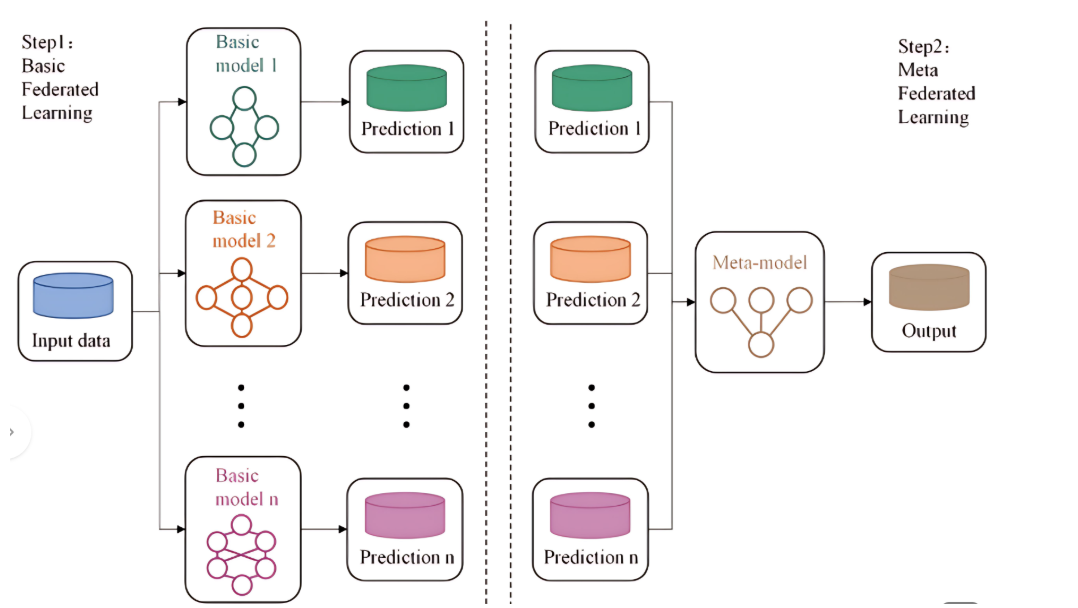 Step1：
Basic
Federated
Learning
Basic
model 1
Prediction 1
Basic
model 2
Prediction 2
Input data
Basic
model n
Prediction n
Prediction 1
Prediction 2
Prediction n
Step2：
Meta
Federated
Learning
Meta-model
Output